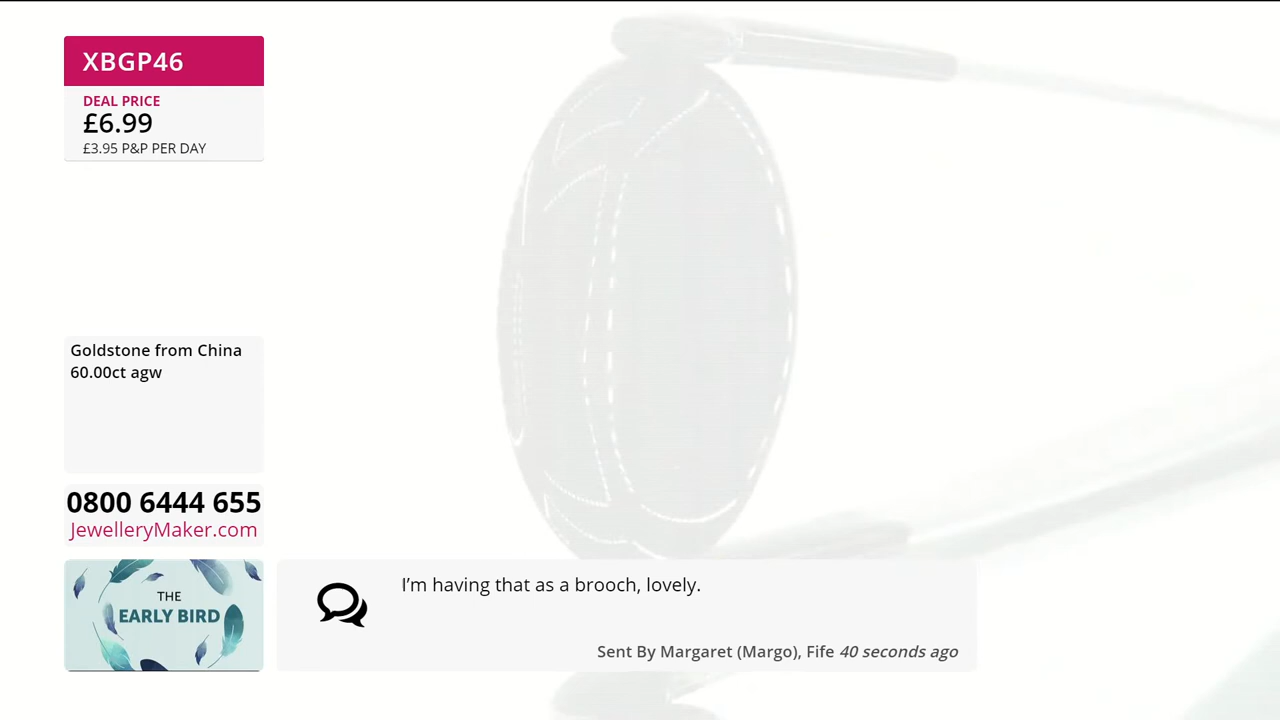 XBGP46
DEAL PRICE
£6.99
£3.95 P&P PER DAY
Goldstone from China
60.00ct agw
0800 6444 655
JewelleryMaker.com
THE
EARLY BIRD
I'm having that as a brooch, lovely.
Sent By Margaret (Margo), Fife 40 seconds ago